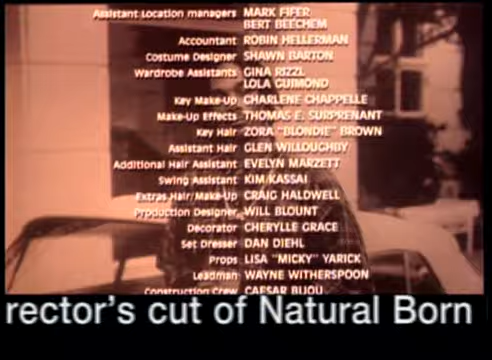 Assistant Location managers MARK FIFER
BERT BEECHEM
Accountant ROBIN HELLERMAN
Costume Designer SHAWN BARTON
Wardrobe Assistants GINA RIZZI
LOLA GUIMOND
Key Make-Up CHARLENE CHAPPELLE
Make-Up Effects THOMAS E. SURPRENANT
Key Hair ZORA "BLONDIE" BROWN
Assistant Hair GLEN WILLOUGHBY
Additional Hair Assistant EVELYN MARZETT
Swing Assistant KIM KASSAI
Extras Hair/Make-Up CRAIG HALDWELL
Production Designer WILL BLOUNT
Decorator CHERYLLE GRACE
Set Dresser DAN DIEHL
Props LISA "MICKY" YARICK
Leadman WAYNE WITHERSPOON
Construction Crew CAESAR BIJOU
rector's cut of Natural Born